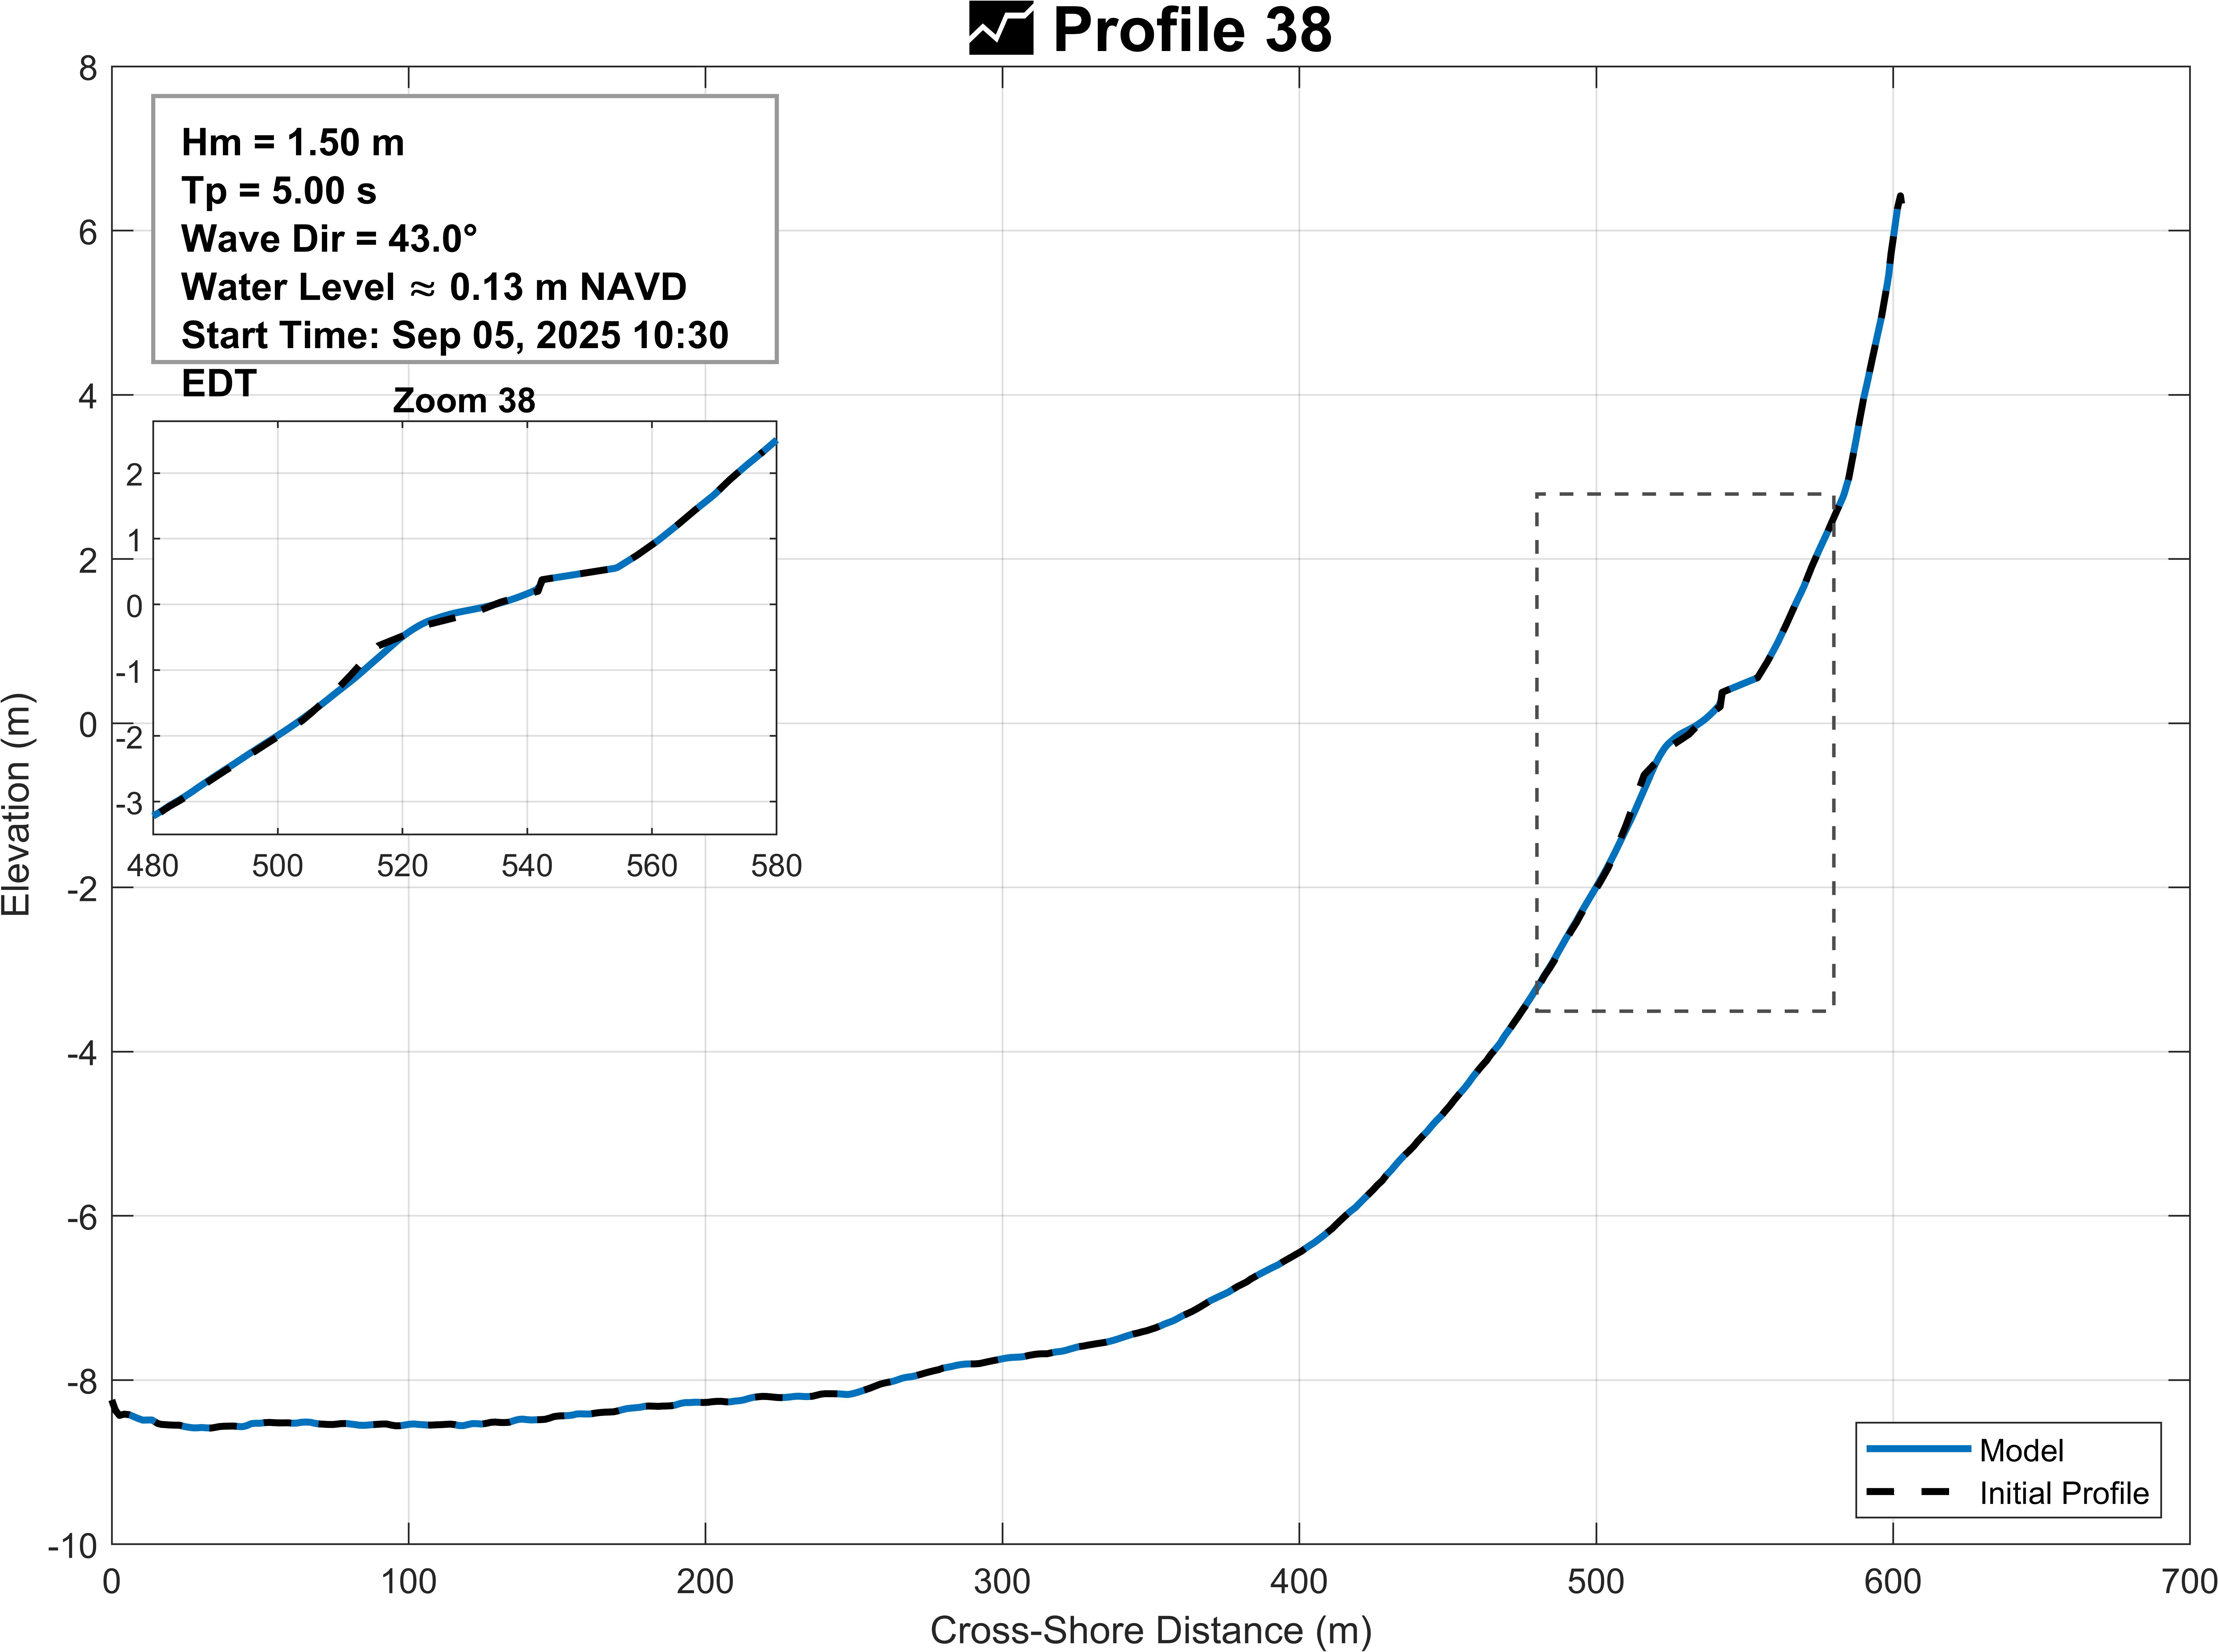 Profile 38
8
6
4
2
0
-2
-4
-6
-8
-10
Elevation (m)
Hm = 1.50 m
Tp = 5.00 s
Wave Dir = 43.0°
Water Level ≈ 0.13 m NAVD
Start Time: Sep 05, 2025 10:30
EDT
Zoom 38
2
1
0
-1
-2
-3
480 500 520 540 560 580
Model
Initial Profile
0 100 200 300 400 500 600 700
Cross-Shore Distance (m)